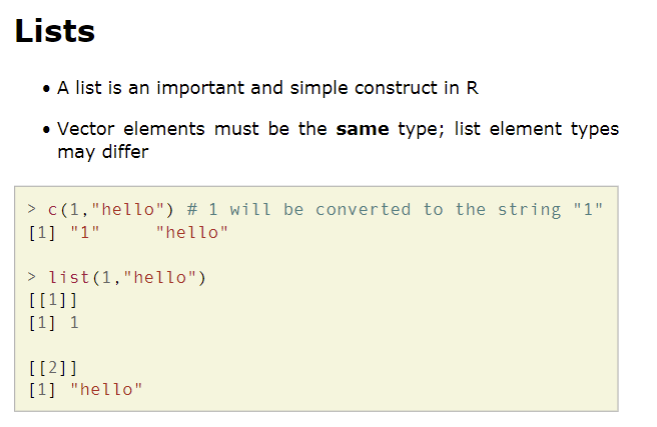 Lists
• A list is an important and simple construct in R
• Vector elements must be the same type; list element types
may differ
> c(1,"hello") # 1 will be converted to the string "1"
[1] "1"     "hello"
> list(1,"hello")
[[1]]
[1] 1
[[2]]
[1] "hello"